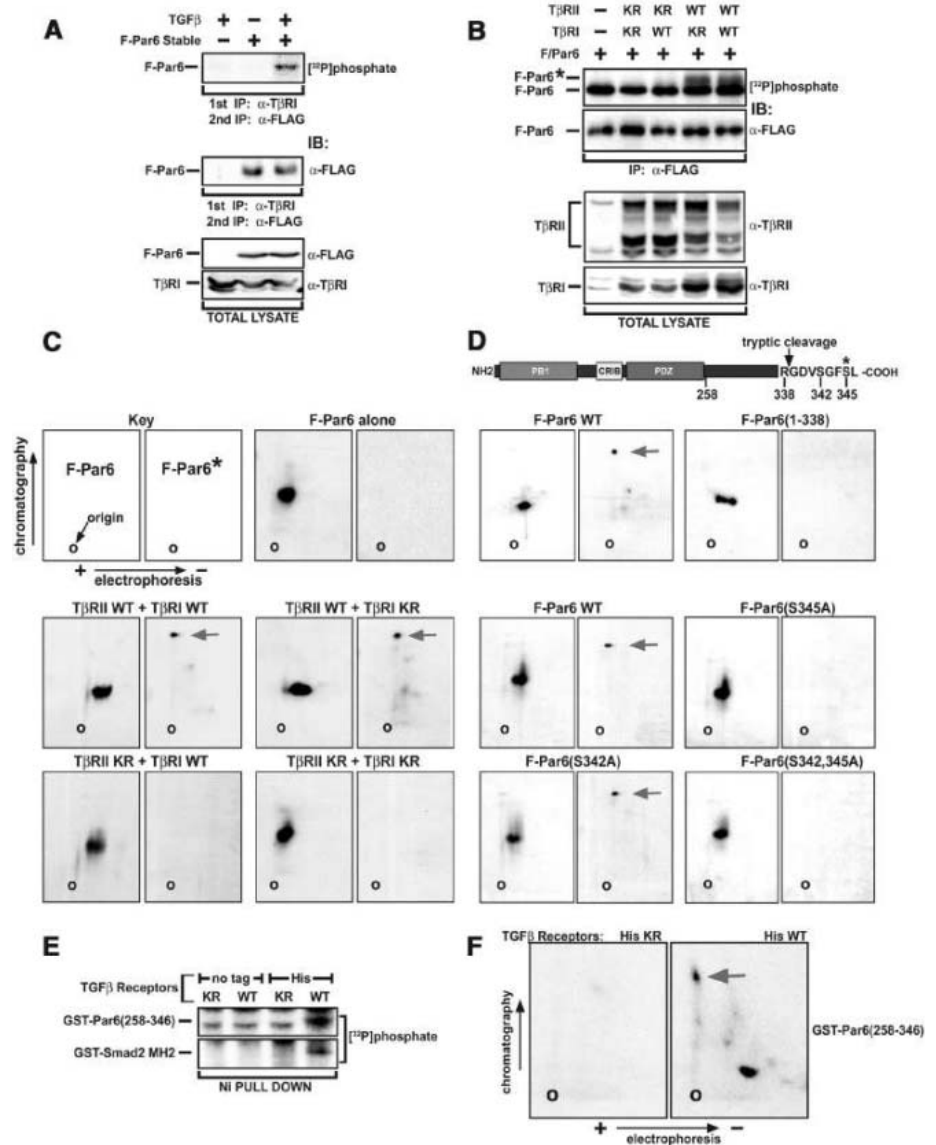 A
TGFβ + − +
F-Par6 Stable − + +
F-Par6 [³²P]phosphate
1st IP: α-TβRI
2nd IP: α-FLAG
IB:
F-Par6 α-FLAG
1st IP: α-TβRI
2nd IP: α-FLAG
F-Par6 α-FLAG
TβRI α-TβRI
TOTAL LYSATE
B
TβRII − KR KR WT WT
TβRI − KR WT KR WT
F/Par6 + + + + +
F-Par6*
F-Par6 [³²P]phosphate
IB:
F-Par6 α-FLAG
IP: α-FLAG
TβRII α-TβRII
TβRI α-TβRI
TOTAL LYSATE
C
Key F-Par6 alone
chromatography
F-Par6 F-Par6*
origin
O O O O
+ electrophoresis −
TβRII WT + TβRI WT TβRII WT + TβRI KR
O O O O
TβRII KR + TβRI WT TβRII KR + TβRI KR
O O O O
D
tryptic cleavage
*
NH2 PB1 CRIB PDZ RGDVSGFSL -COOH
258 338 342 345
F-Par6 WT F-Par6(1-338)
O O O O
F-Par6 WT F-Par6(S345A)
O O O O
F-Par6(S342A) F-Par6(S342,345A)
O O O O
E
no tag His
TGFβ Receptors KR WT KR WT
GST-Par6(258-346)
[³²P]phosphate
GST-Smad2 MH2
Ni PULL DOWN
F
TGFβ Receptors: His KR His WT
chromatography
GST-Par6(258-346)
O O
+ electrophoresis −